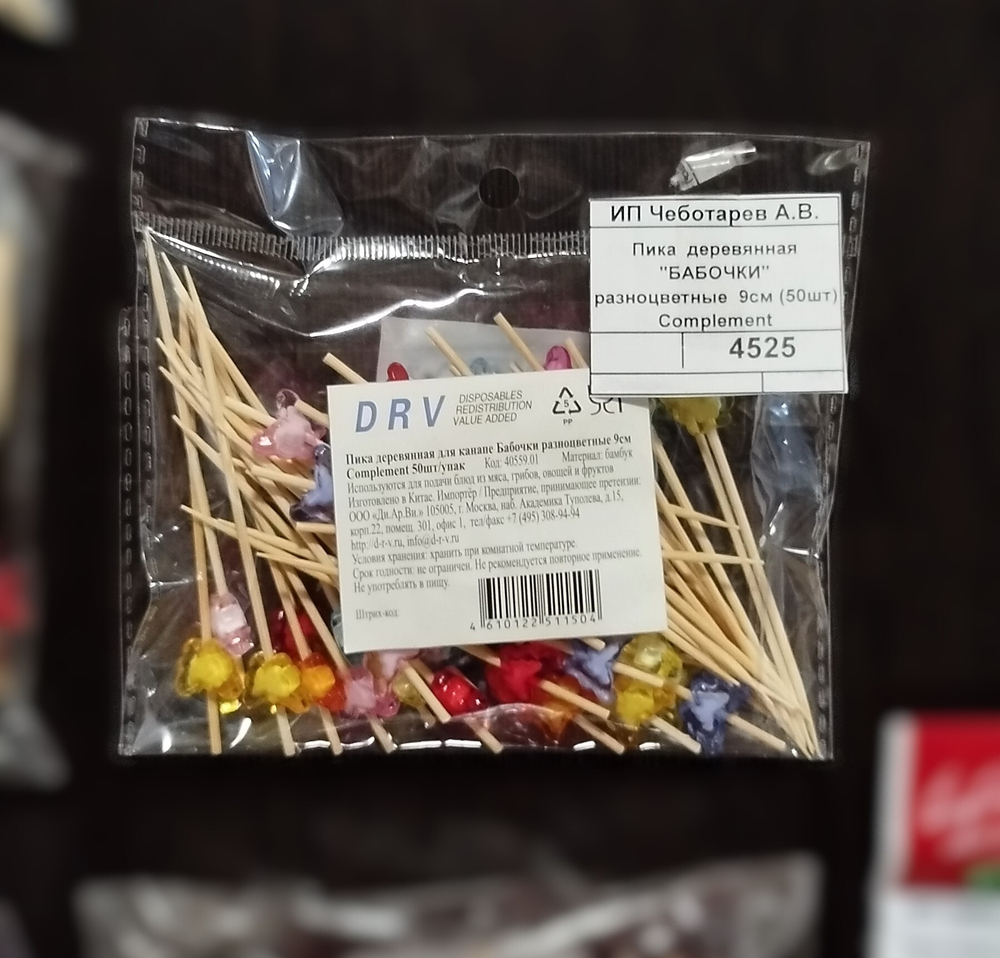 ИП Чеботарев А.В.
Пика деревянная
"БАБОЧКИ"
разноцветные 9см (50шт)
Complement
4525
DRV
DISPOSABLES
REDISTRIBUTION
VALUE ADDED
5
PP
Пика деревянная для канапе Бабочки разноцветные 9см
Complement 50шт/упак Код: 40559.01 Материал: бамбук
Используются для подачи блюд из мяса, грибов, овощей и фруктов
Изготовлено в Китае. Импортёр / Предприятие, принимающее претензии:
ООО «Ди.Ар.Ви.» 105005, г. Москва, наб. Академика Туполева, д.15,
корп.22, помещ. 301, офис 1, тел/факс +7 (495) 308-94-94
http://d-r-v.ru, info@d-r-v.ru
Условия хранения: хранить при комнатной температуре.
Срок годности: не ограничен. Не рекомендуется повторное применение.
Не употреблять в пищу.
Штрих-код:
4 610122 511504